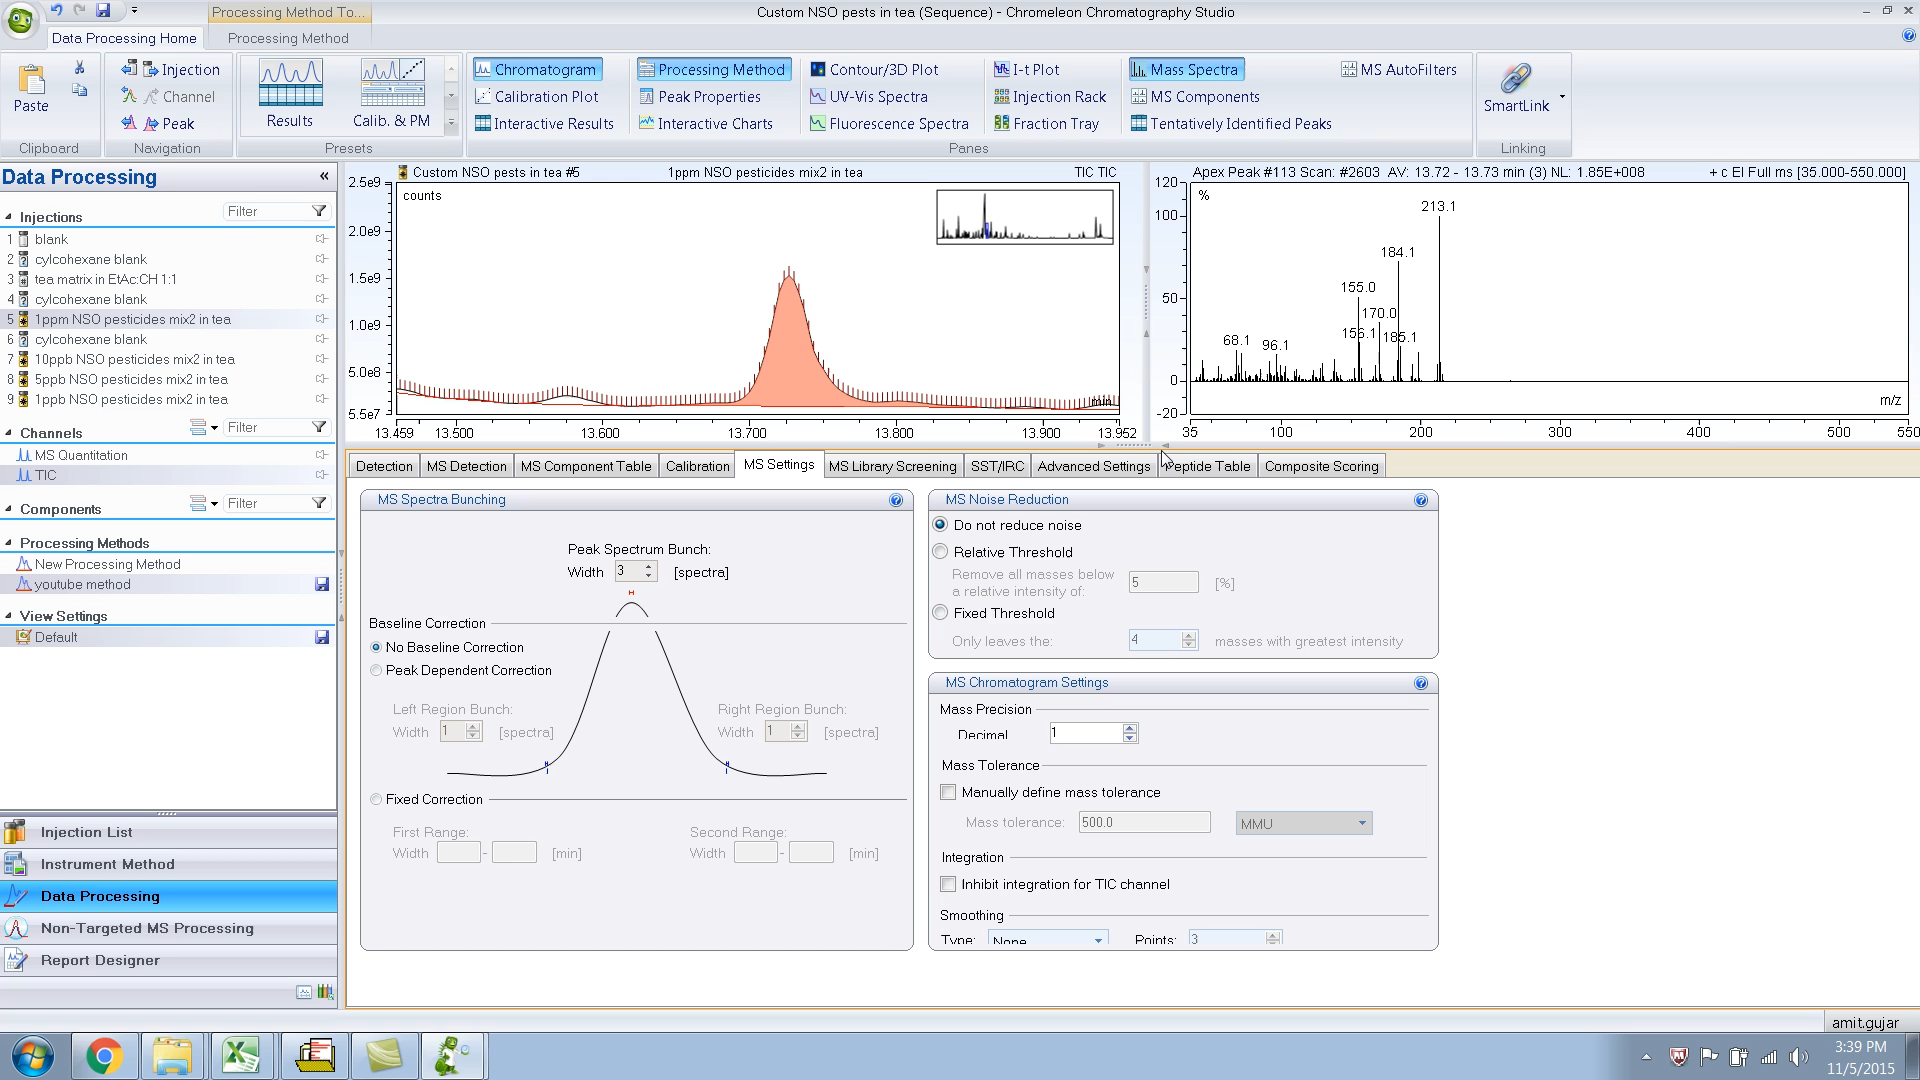 Processing Method To...
Custom NSO pests in tea (Sequence) - Chromeleon Chromatography Studio
Data Processing Home
Processing Method
Paste
Clipboard
Injection
Channel
Peak
Navigation
Results
Calib. & PM
Presets
Chromatogram
Calibration Plot
Interactive Results
Processing Method
Peak Properties
Interactive Charts
Contour/3D Plot
UV-Vis Spectra
Fluorescence Spectra
I-t Plot
Injection Rack
Fraction Tray
Mass Spectra
MS Components
Tentatively Identified Peaks
MS AutoFilters
Panes
SmartLink
Linking
Data Processing
«
Injections
Filter
1 blank
2 cylcohexane blank
3 tea matrix in EtAc:CH 1:1
4 cylcohexane blank
5 1ppm NSO pesticides mix2 in tea
6 cylcohexane blank
7 10ppb NSO pesticides mix2 in tea
8 5ppb NSO pesticides mix2 in tea
9 1ppb NSO pesticides mix2 in tea
Channels
Filter
MS Quantitation
TIC
Components
Filter
Processing Methods
New Processing Method
youtube method
View Settings
Default
Injection List
Instrument Method
Data Processing
Non-Targeted MS Processing
Report Designer
Custom NSO pests in tea #5
1ppm NSO pesticides mix2 in tea
TIC TIC
counts
2.5e9
2.0e9
1.5e9
1.0e9
5.0e8
5.5e7
min
13.459
13.500
13.600
13.700
13.800
13.900
13.952
Apex Peak #113 Scan: #2603 AV: 13.72 - 13.73 min (3) NL: 1.85E+008
+ c EI Full ms [35.000-550.000]
%
120
100
50
0
-20
213.1
184.1
155.0
170.0
156.1
185.1
68.1
96.1
m/z
35
100
200
300
400
500
550
Detection
MS Detection
MS Component Table
Calibration
MS Settings
MS Library Screening
SST/IRC
Advanced Settings
Peptide Table
Composite Scoring
MS Spectra Bunching
Peak Spectrum Bunch:
Width 3 [spectra]
Baseline Correction
No Baseline Correction
Peak Dependent Correction
Left Region Bunch:
Width 1 [spectra]
Right Region Bunch:
Width 1 [spectra]
Fixed Correction
First Range:
Width - [min]
Second Range:
Width - [min]
MS Noise Reduction
Do not reduce noise
Relative Threshold
Remove all masses below
a relative intensity of:
5 [%]
Fixed Threshold
Only leaves the: 4 masses with greatest intensity
MS Chromatogram Settings
Mass Precision
Decimal 1
Mass Tolerance
Manually define mass tolerance
Mass tolerance: 500.0 MMU
Integration
Inhibit integration for TIC channel
Smoothing
Type: None Points: 3
amit.gujar
3:39 PM
11/5/2015